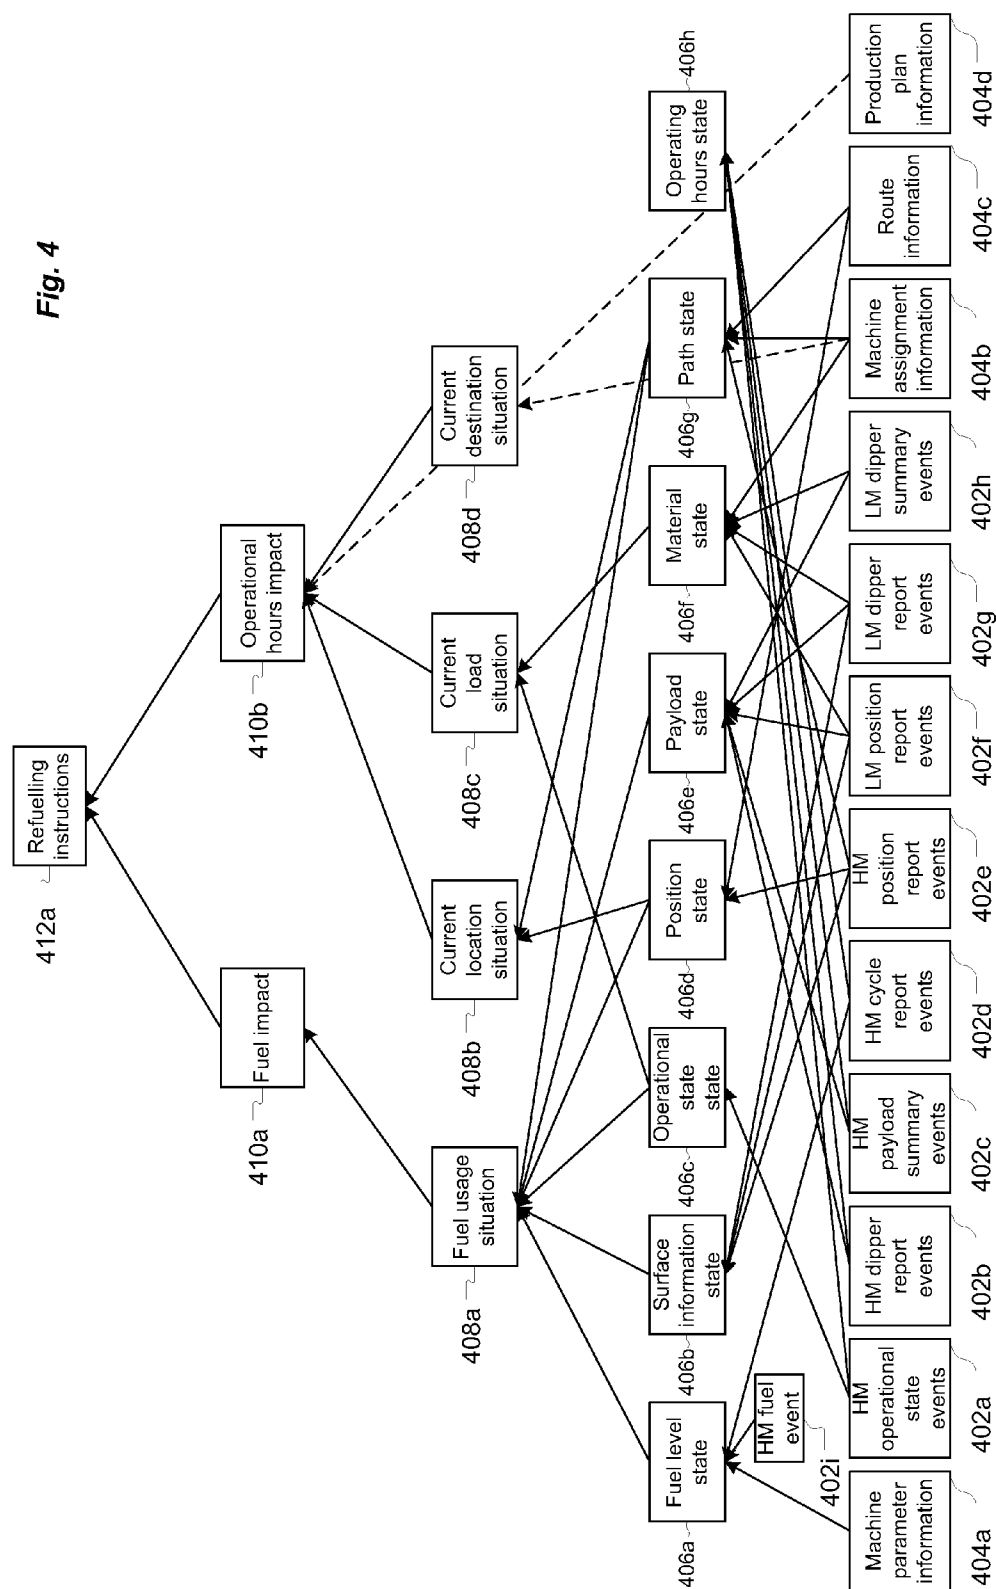 Fig. 4
Refuelling
instructions
412a
Fuel impact
410a
Operational
hours impact
410b
Fuel usage
situation
408a
Current
location
situation
408b
Current
load
situation
408c
Current
destination
situation
408d
Fuel level
state
406a
Surface
information
state
406b
Operational
state
state
406c
Position
state
406d
Payload
state
406e
Material
state
406f
Path state
406g
Operating
hours state
406h
HM fuel
event
402i
Machine
parameter
information
404a
HM
operational
state
events
402a
HM dipper
report
events
402b
HM
payload
summary
events
402c
HM cycle
report
events
402d
HM
position
report
events
402e
LM position
report
events
402f
LM dipper
report
events
402g
LM dipper
summary
events
402h
Machine
assignment
information
404b
Route
information
404c
Production
plan
information
404d